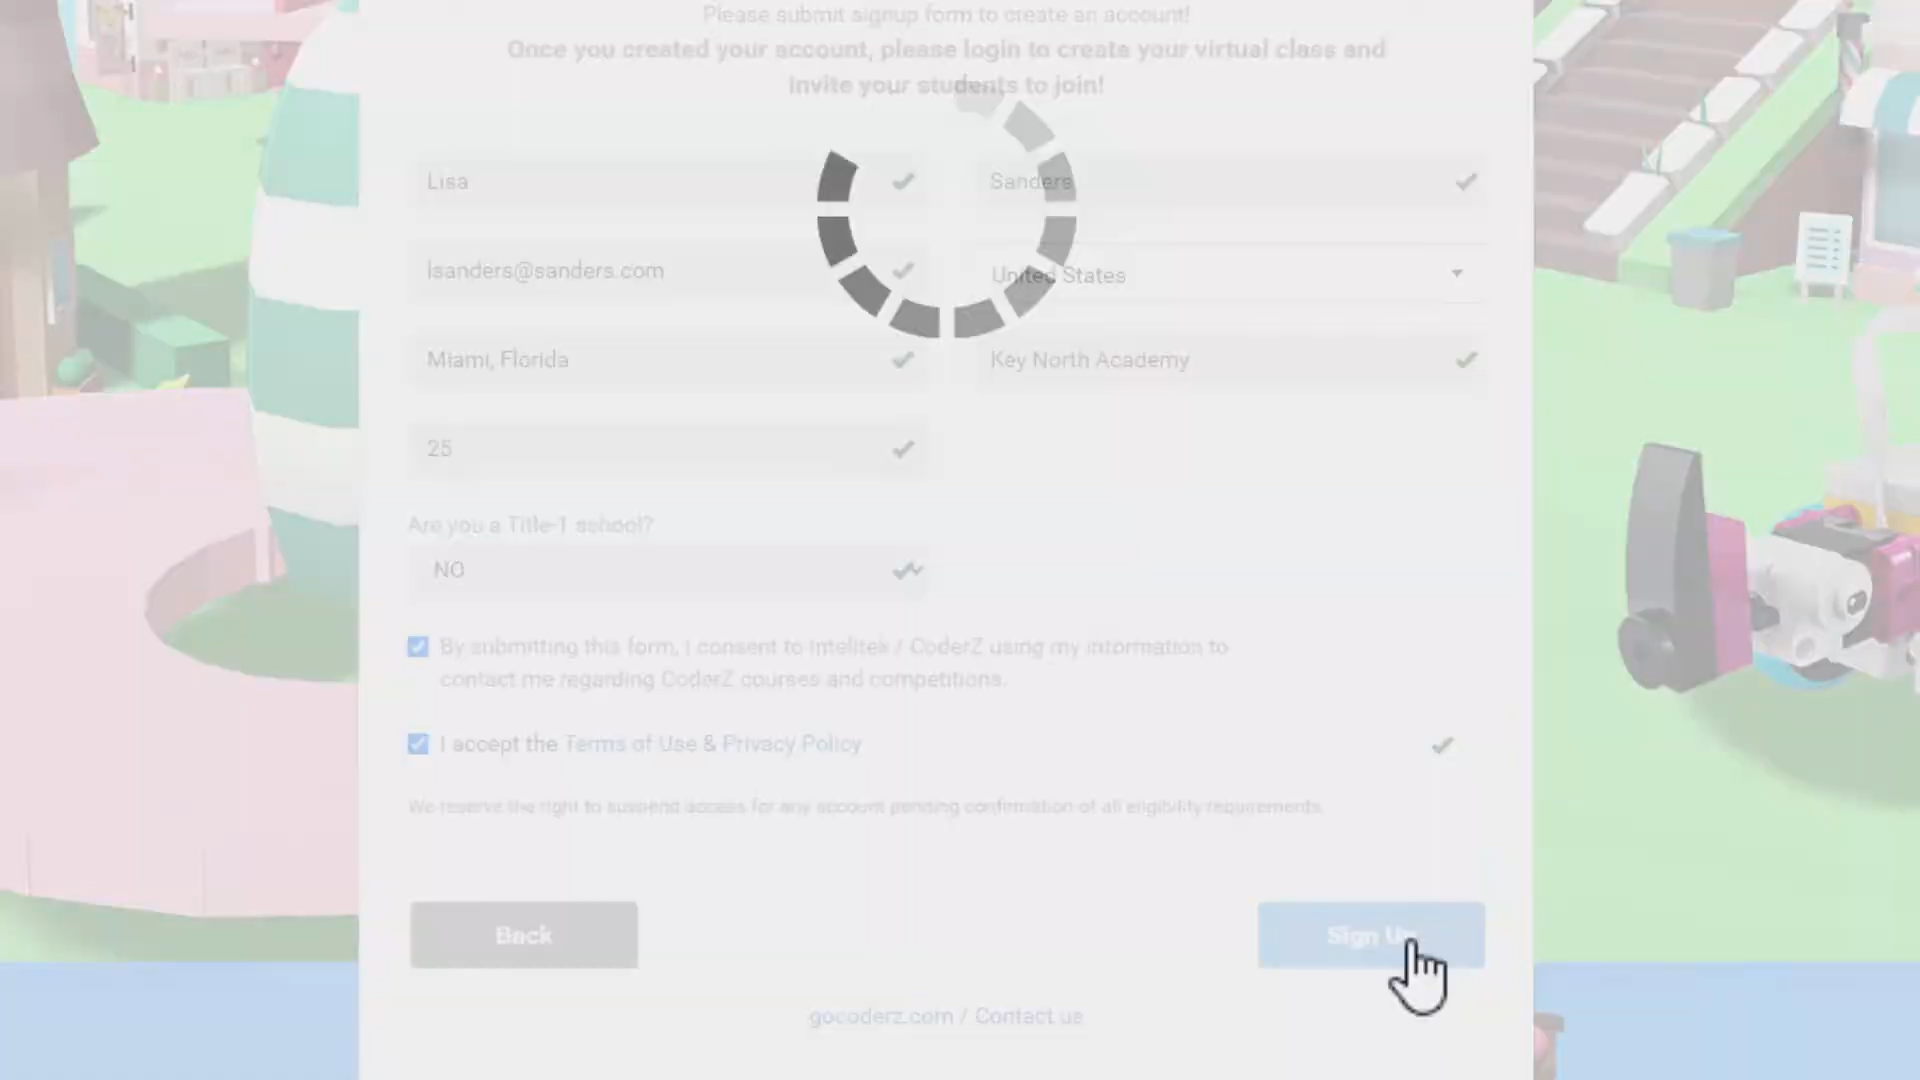 Please submit signup form to create an account!
Once you created your account, please login to create your virtual class and
invite your students to join!
Lisa
Sanders
lsanders@sanders.com
United States
Miami, Florida
Key North Academy
25
Are you a Title-1 school?
NO
By submitting this form, I consent to Intelitek / CoderZ using my information to
contact me regarding CoderZ courses and competitions.
I accept the Terms of Use & Privacy Policy
We reserve the right to suspend access for any account pending confirmation of all eligibility requirements.
Back
Sign Up
gocoderz.com / Contact us